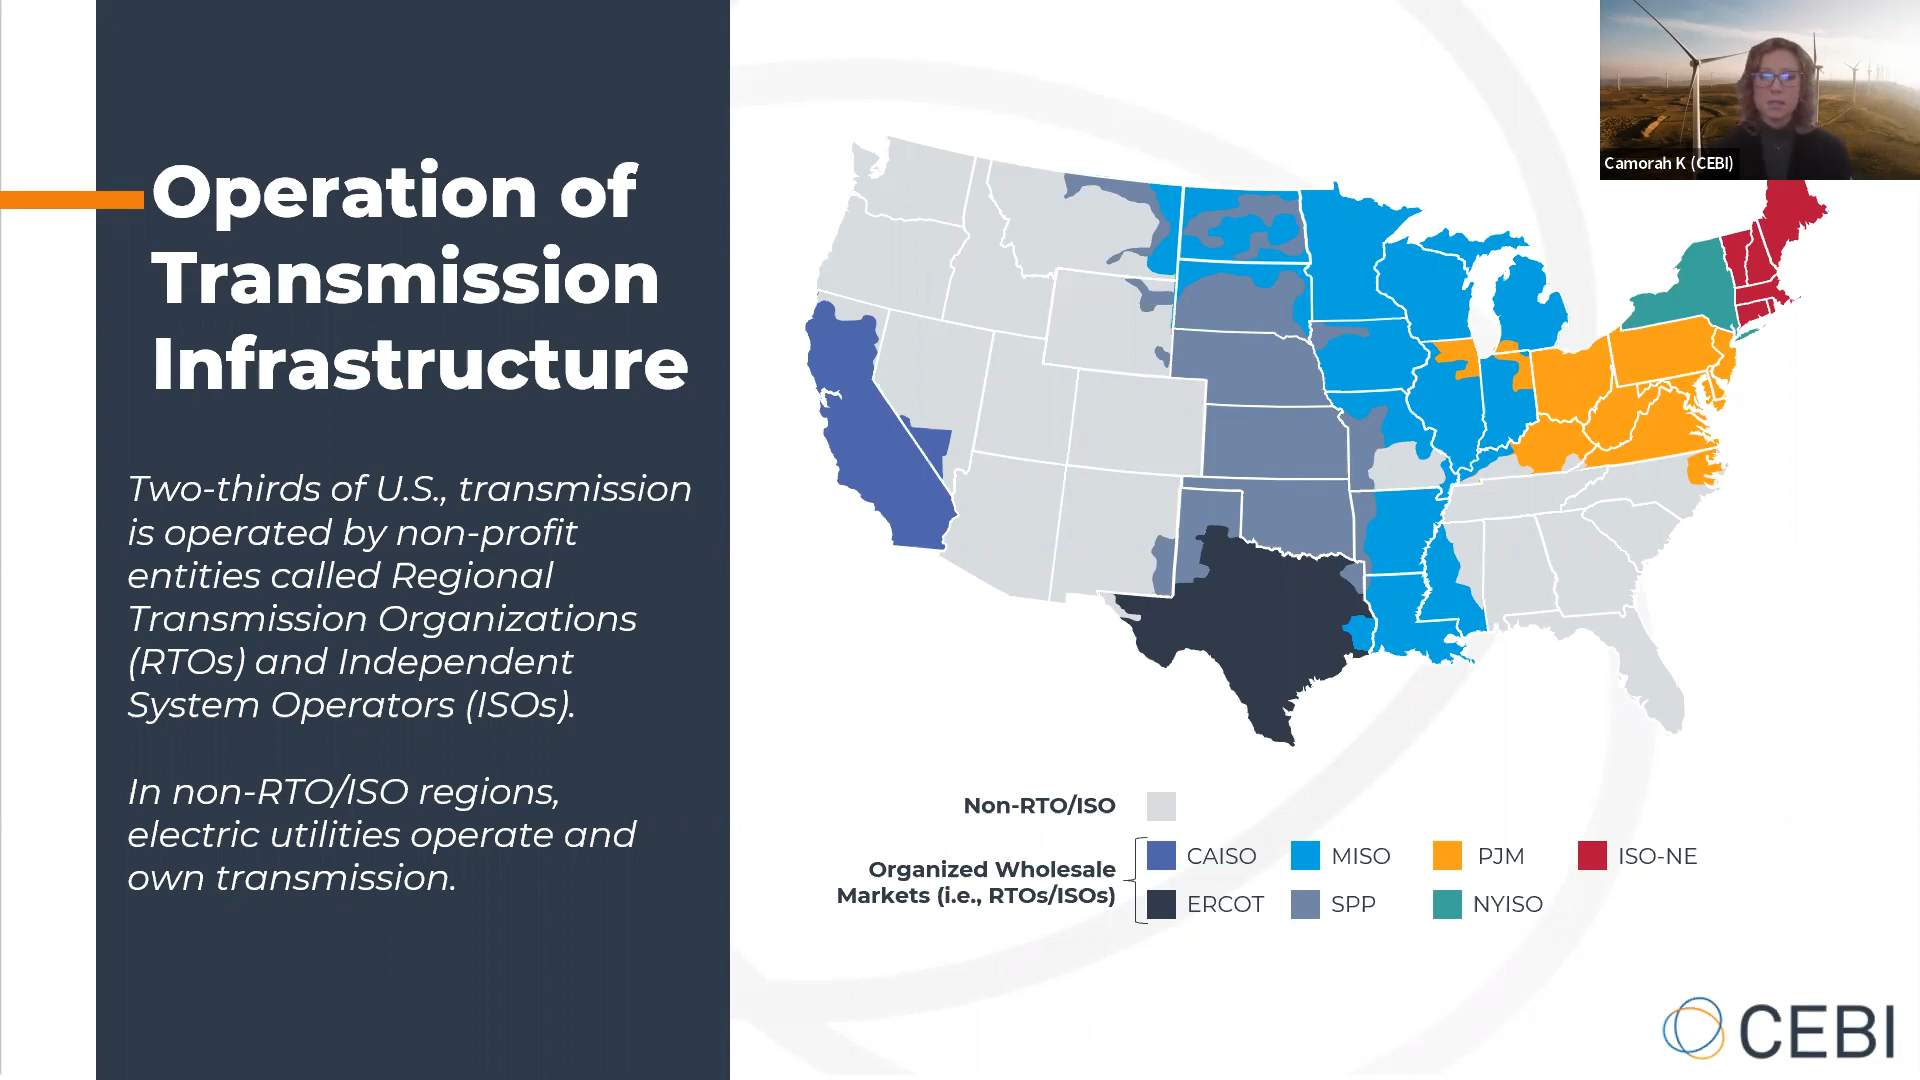 Operation of
Transmission
Infrastructure
Two-thirds of U.S., transmission
is operated by non-profit
entities called Regional
Transmission Organizations
(RTOs) and Independent
System Operators (ISOs).
In non-RTO/ISO regions,
electric utilities operate and
own transmission.
Camorah K (CEBI)
Non-RTO/ISO
Organized Wholesale
Markets (i.e., RTOs/ISOs)
CAISO MISO PJM ISO-NE
ERCOT SPP NYISO
CEBI